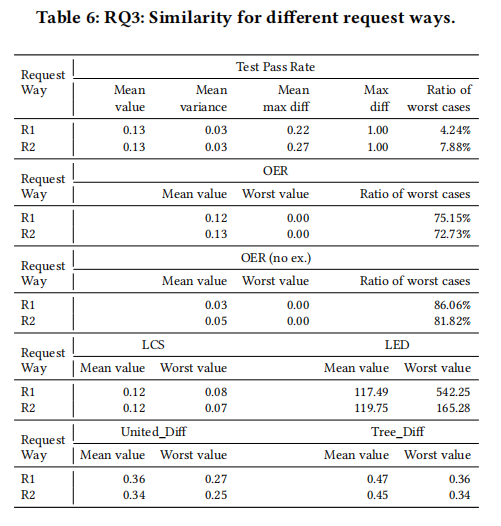 Table 6: RQ3: Similarity for different request ways.
Request Way Test Pass Rate
Mean value Mean variance Mean max diff Max diff Ratio of worst cases
R1 0.13 0.03 0.22 1.00 4.24%
R2 0.13 0.03 0.27 1.00 7.88%
Request Way OER
Mean value Worst value Ratio of worst cases
R1 0.12 0.00 75.15%
R2 0.13 0.00 72.73%
Request Way OER (no ex.)
Mean value Worst value Ratio of worst cases
R1 0.03 0.00 86.06%
R2 0.05 0.00 81.82%
Request Way LCS LED
Mean value Worst value Mean value Worst value
R1 0.12 0.08 117.49 542.25
R2 0.12 0.07 119.75 165.28
Request Way United_Diff Tree_Diff
Mean value Worst value Mean value Worst value
R1 0.36 0.27 0.47 0.36
R2 0.34 0.25 0.45 0.34